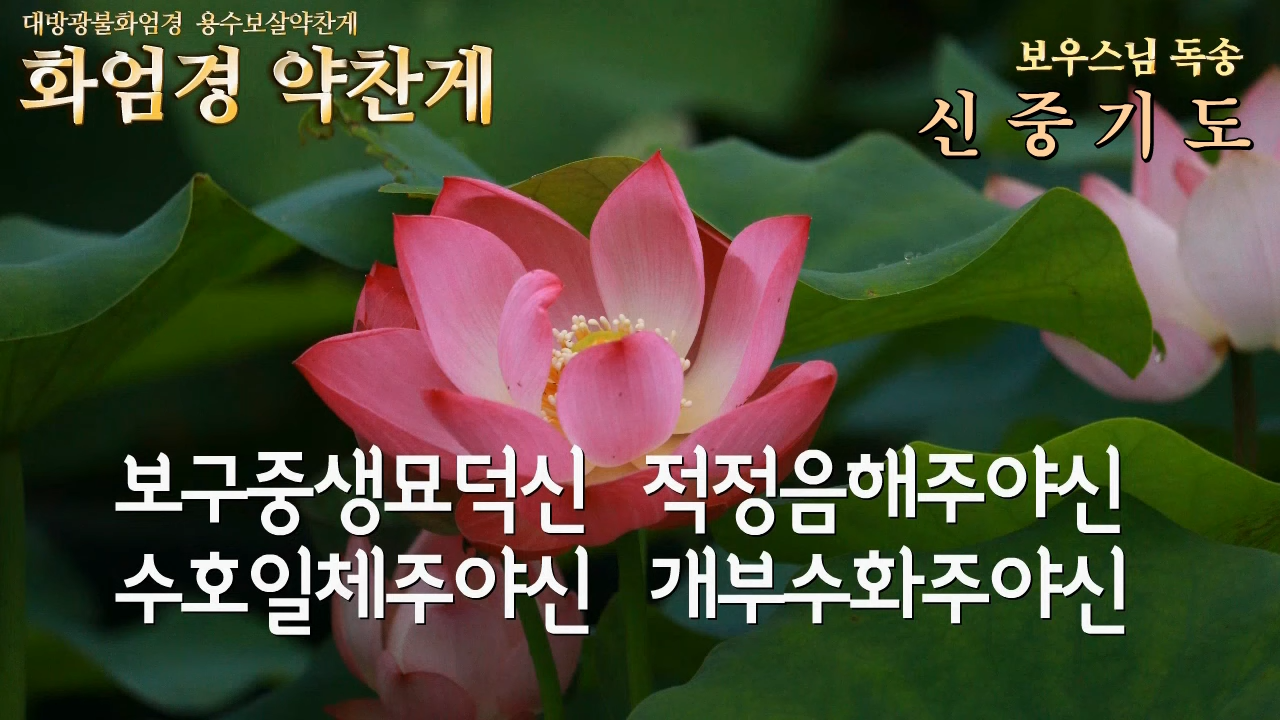 대방광불화엄경 용수보살약찬게
화엄경 약찬게
보우스님 독송
신중기도
보구중생묘덕신 적정음해주야신
수호일체주야신 개부수화주야신